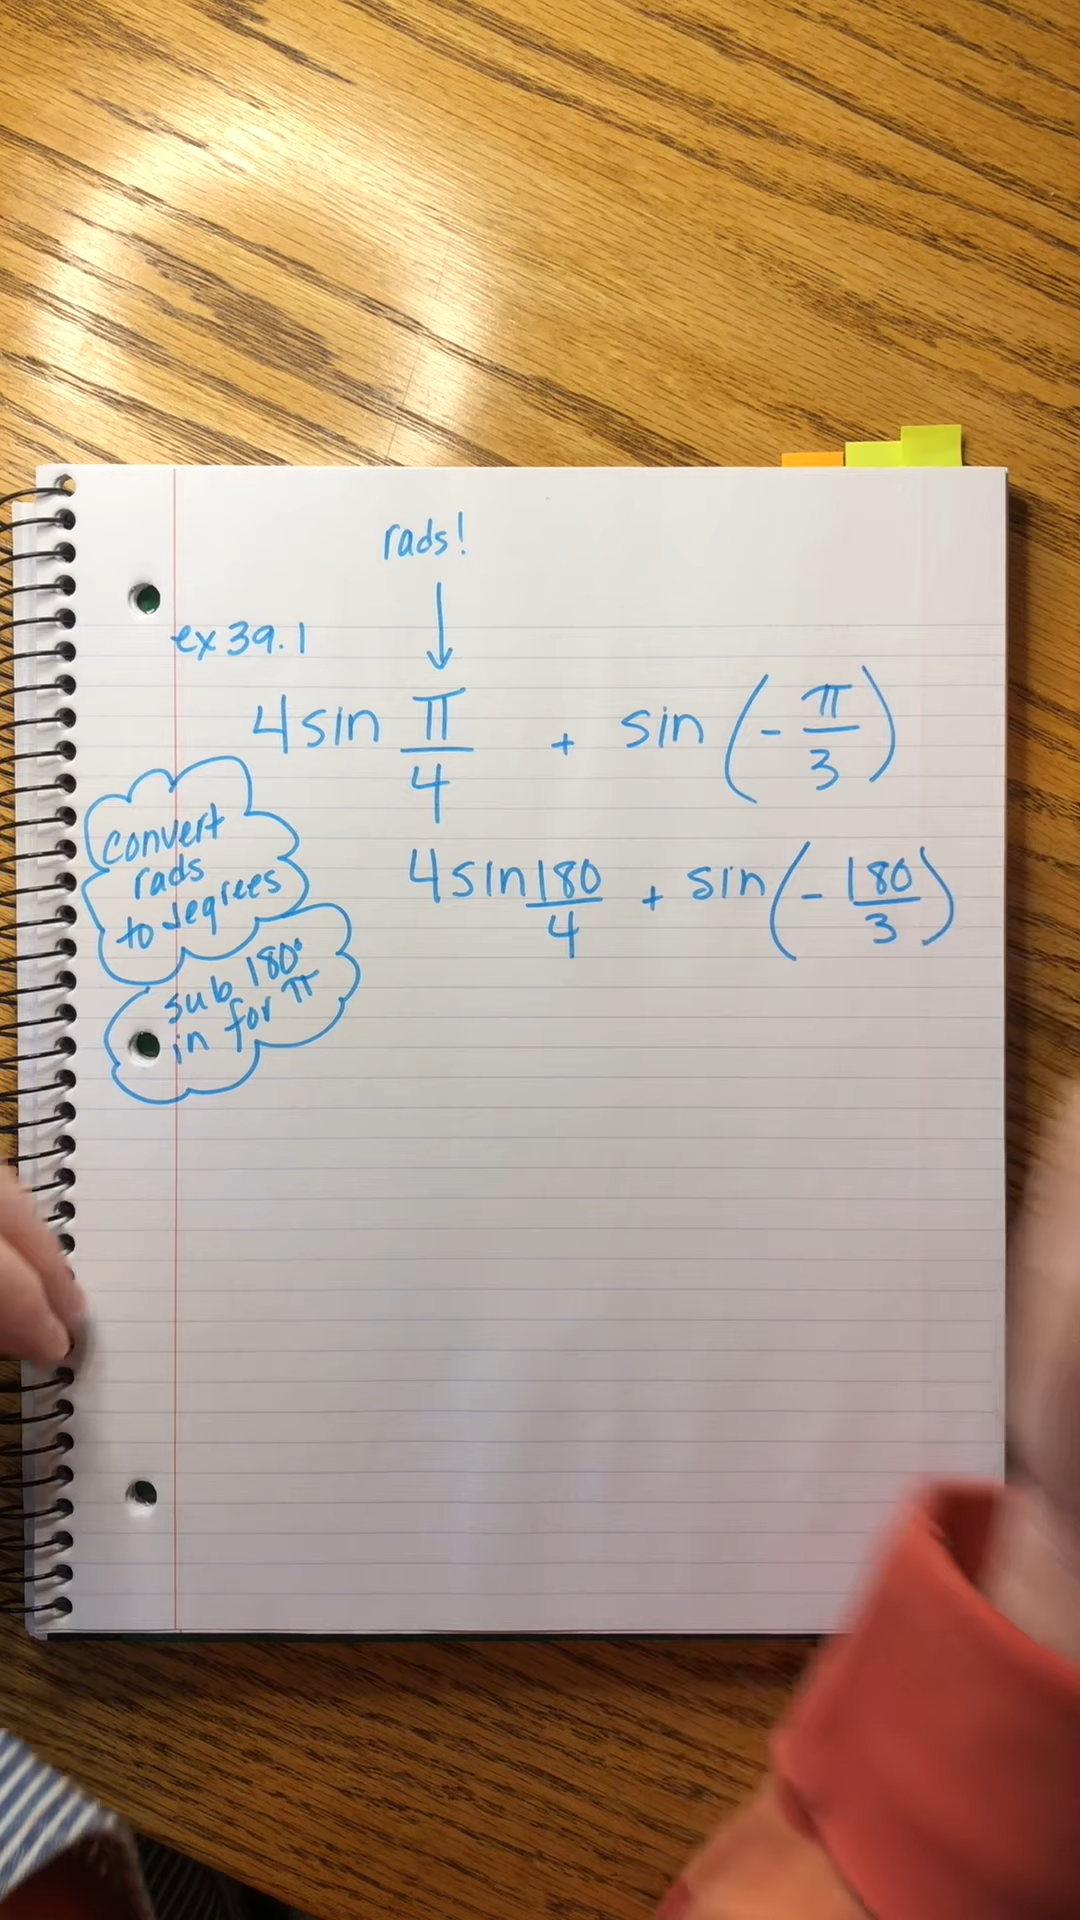 rads!
ex 39.1
4 sin π/4 + sin (- π/3)
4 sin 180/4 + sin (- 180/3)
convert
rads
to degrees
sub 180°
in for π